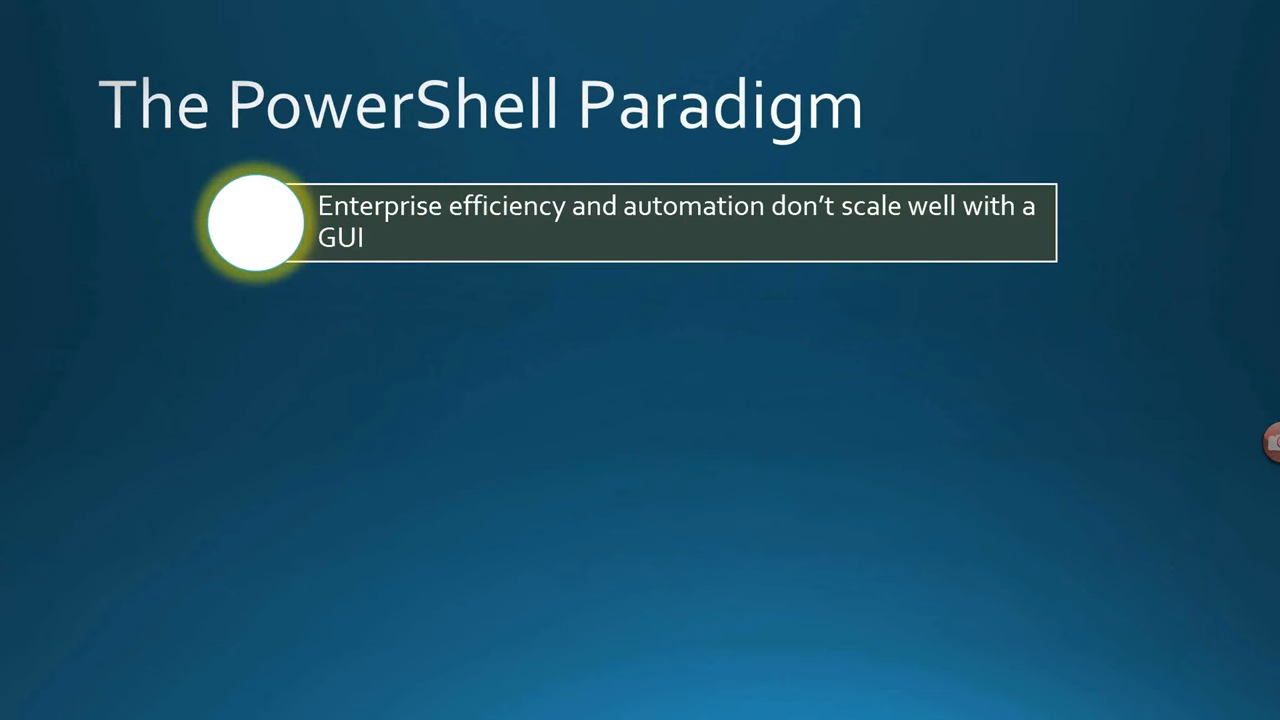 The PowerShell Paradigm
Enterprise efficiency and automation don’t scale well with a
GUI